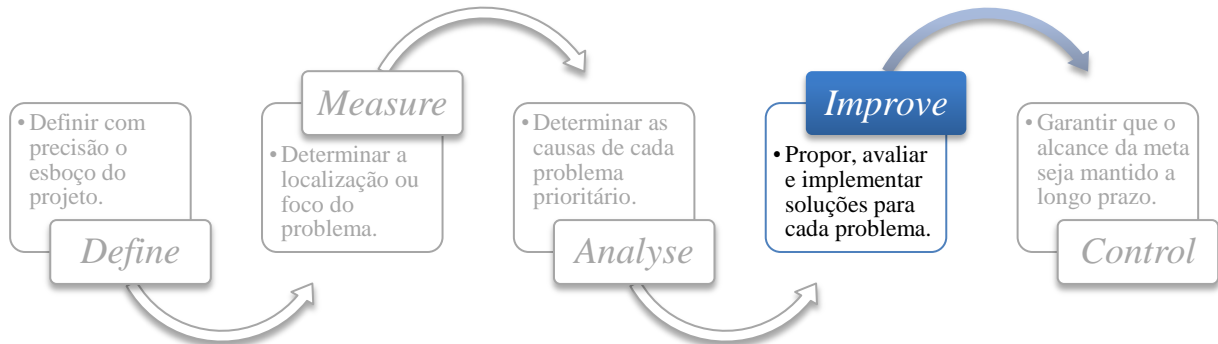 • Definir com
precisão o
esboço do
projeto.
Define
Measure
• Determinar a
localização ou
foco do
problema.
• Determinar as
causas de cada
problema
prioritário.
Analyse
Improve
• Propor, avaliar
e implementar
soluções para
cada problema.
• Garantir que o
alcance da meta
seja mantido a
longo prazo.
Control